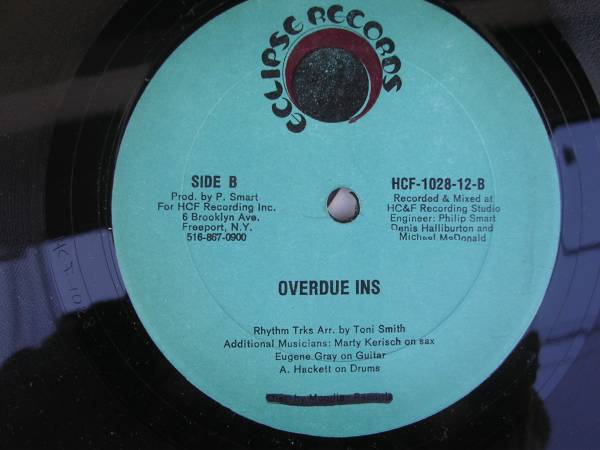 ECLIPSE RECORDS
SIDE B
Prod. by P. Smart
For HCF Recording Inc.
6 Brooklyn Ave.
Freeport, N.Y.
516-867-0900
HCF-1028-12-B
Recorded & Mixed at
HC&F Recording Studio
Engineer: Philip Smart
Denis Halliburton and
Michael McDonald
OVERDUE INS
Rhythm Trks Arr. by Toni Smith
Additional Musicians: Marty Kerisch on sax
Eugene Gray on Guitar
A. Hackett on Drums